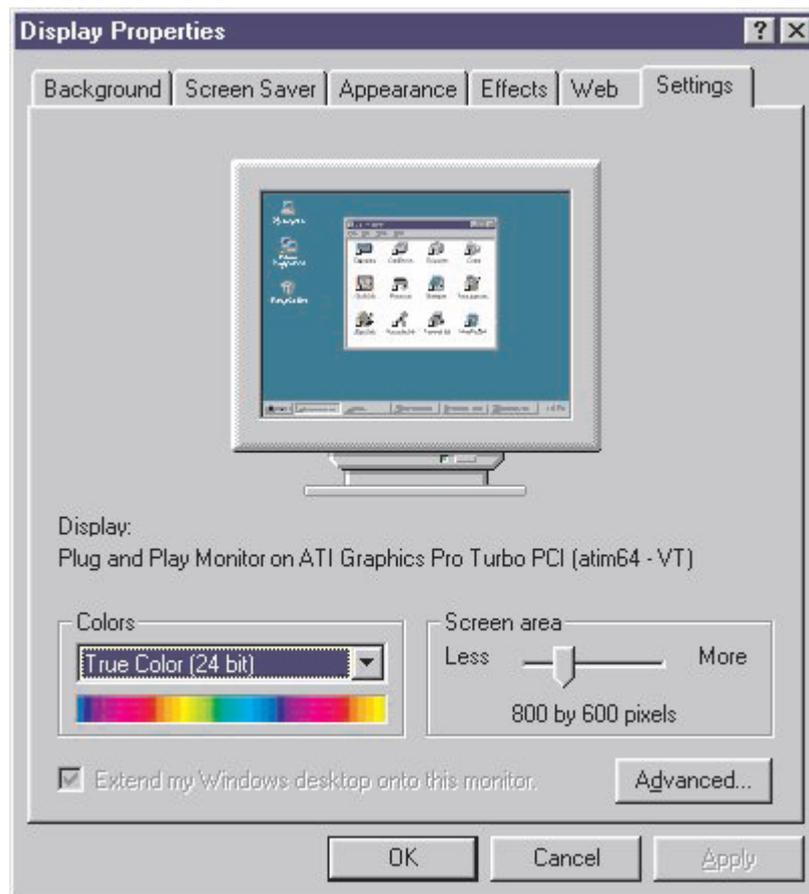 Display Properties
Background Screen Saver Appearance Effects Web Settings
Display:
Plug and Play Monitor on ATI Graphics Pro Turbo PCI (atim64 - VT)
Colors
True Color (24 bit)
Screen area
Less More
800 by 600 pixels
Extend my Windows desktop onto this monitor.
Advanced...
OK Cancel Apply